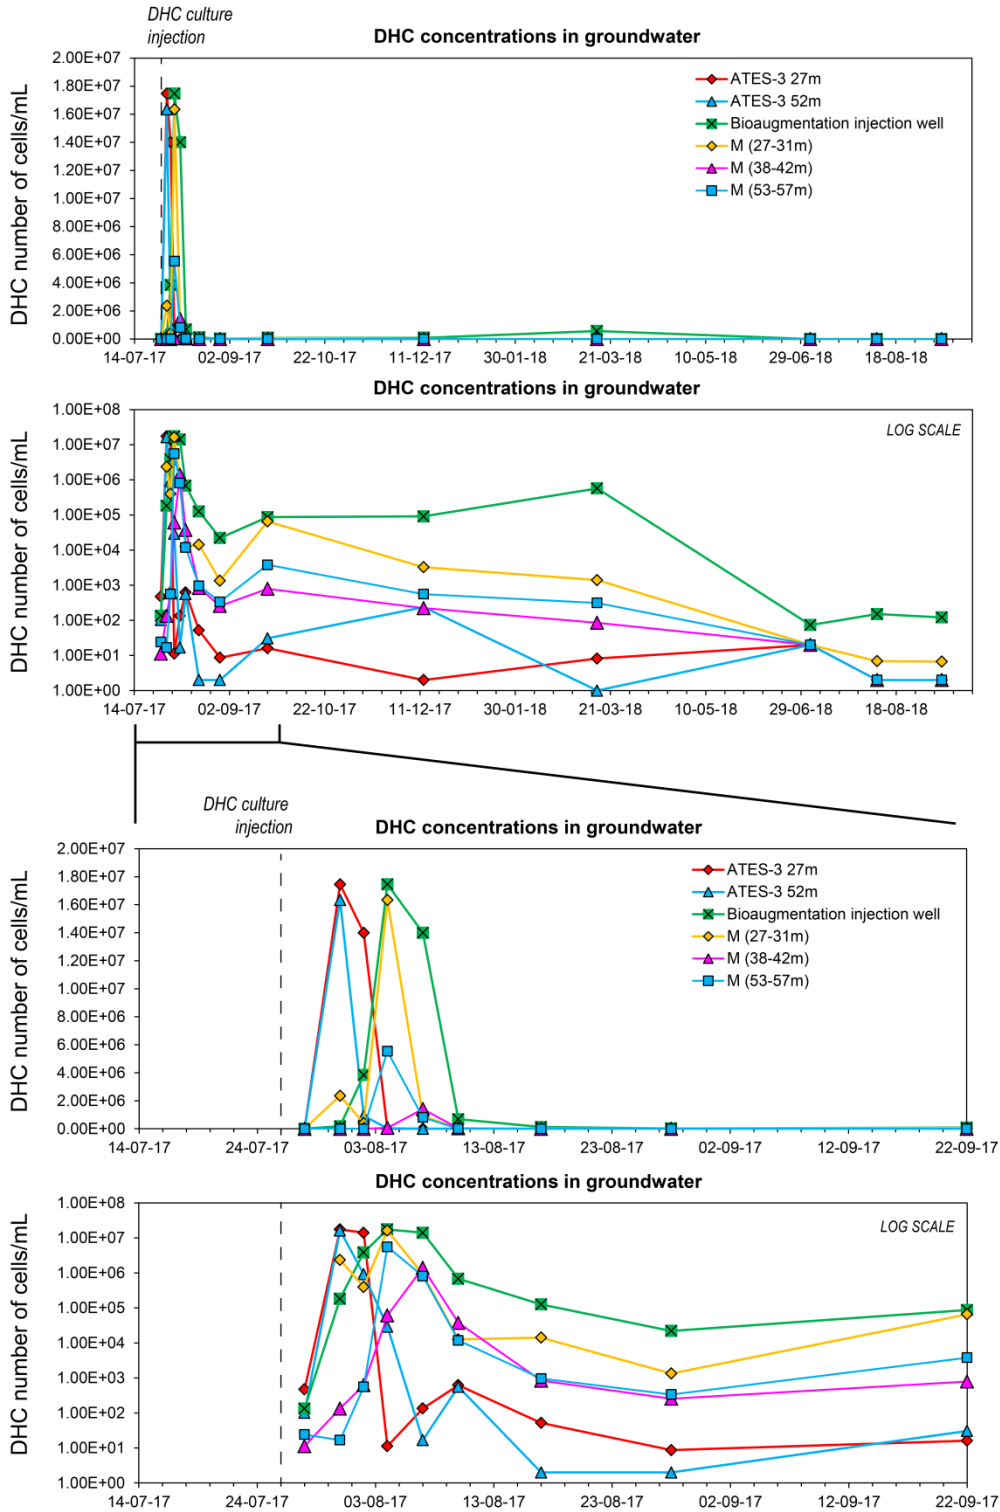 DHC culture
injection
DHC concentrations in groundwater
DHC number of cells/mL
2.00E+07
1.80E+07
1.60E+07
1.40E+07
1.20E+07
1.00E+07
8.00E+06
6.00E+06
4.00E+06
2.00E+06
0.00E+00
ATES-3 27m
ATES-3 52m
Bioaugmentation injection well
M (27-31m)
M (38-42m)
M (53-57m)
14-07-17 02-09-17 22-10-17 11-12-17 30-01-18 21-03-18 10-05-18 29-06-18 18-08-18
DHC concentrations in groundwater
DHC number of cells/mL
LOG SCALE
1.00E+08
1.00E+07
1.00E+06
1.00E+05
1.00E+04
1.00E+03
1.00E+02
1.00E+01
1.00E+00
14-07-17 02-09-17 22-10-17 11-12-17 30-01-18 21-03-18 10-05-18 29-06-18 18-08-18
DHC culture
injection
DHC concentrations in groundwater
DHC number of cells/mL
2.00E+07
1.80E+07
1.60E+07
1.40E+07
1.20E+07
1.00E+07
8.00E+06
6.00E+06
4.00E+06
2.00E+06
0.00E+00
ATES-3 27m
ATES-3 52m
Bioaugmentation injection well
M (27-31m)
M (38-42m)
M (53-57m)
14-07-17 24-07-17 03-08-17 13-08-17 23-08-17 02-09-17 12-09-17 22-09-17
DHC concentrations in groundwater
DHC number of cells/mL
LOG SCALE
1.00E+08
1.00E+07
1.00E+06
1.00E+05
1.00E+04
1.00E+03
1.00E+02
1.00E+01
1.00E+00
14-07-17 24-07-17 03-08-17 13-08-17 23-08-17 02-09-17 12-09-17 22-09-17